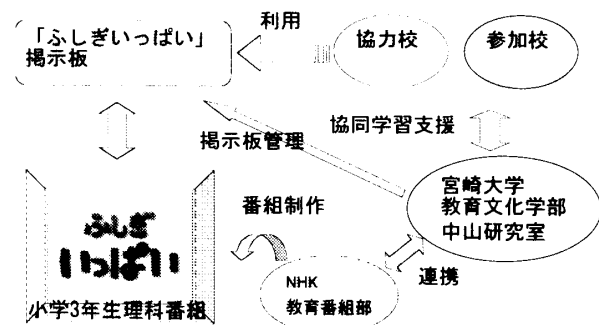 「ふしぎいっぱい」
掲示板
利用
協力校
参加校
掲示板管理
協同学習支援
宮崎大学
教育文化学部
中山研究室
番組制作
ふしぎ
いっぱい
小学3年生理科番組
NHK
教育番組部
連携